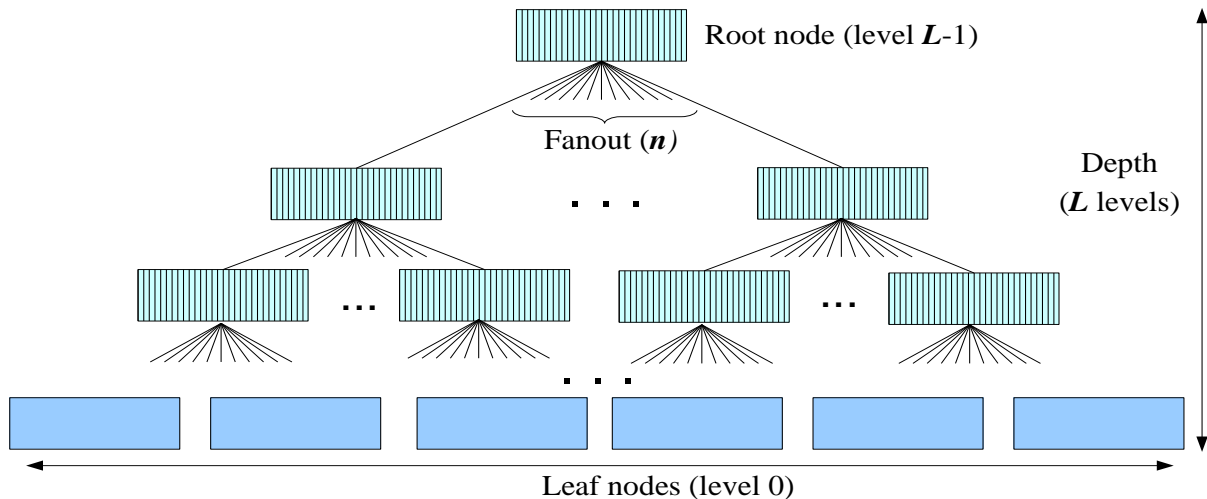 Root node (level L-1)
Fanout (n)
. . .
Depth
(L levels)
...
...
. . .
Leaf nodes (level 0)